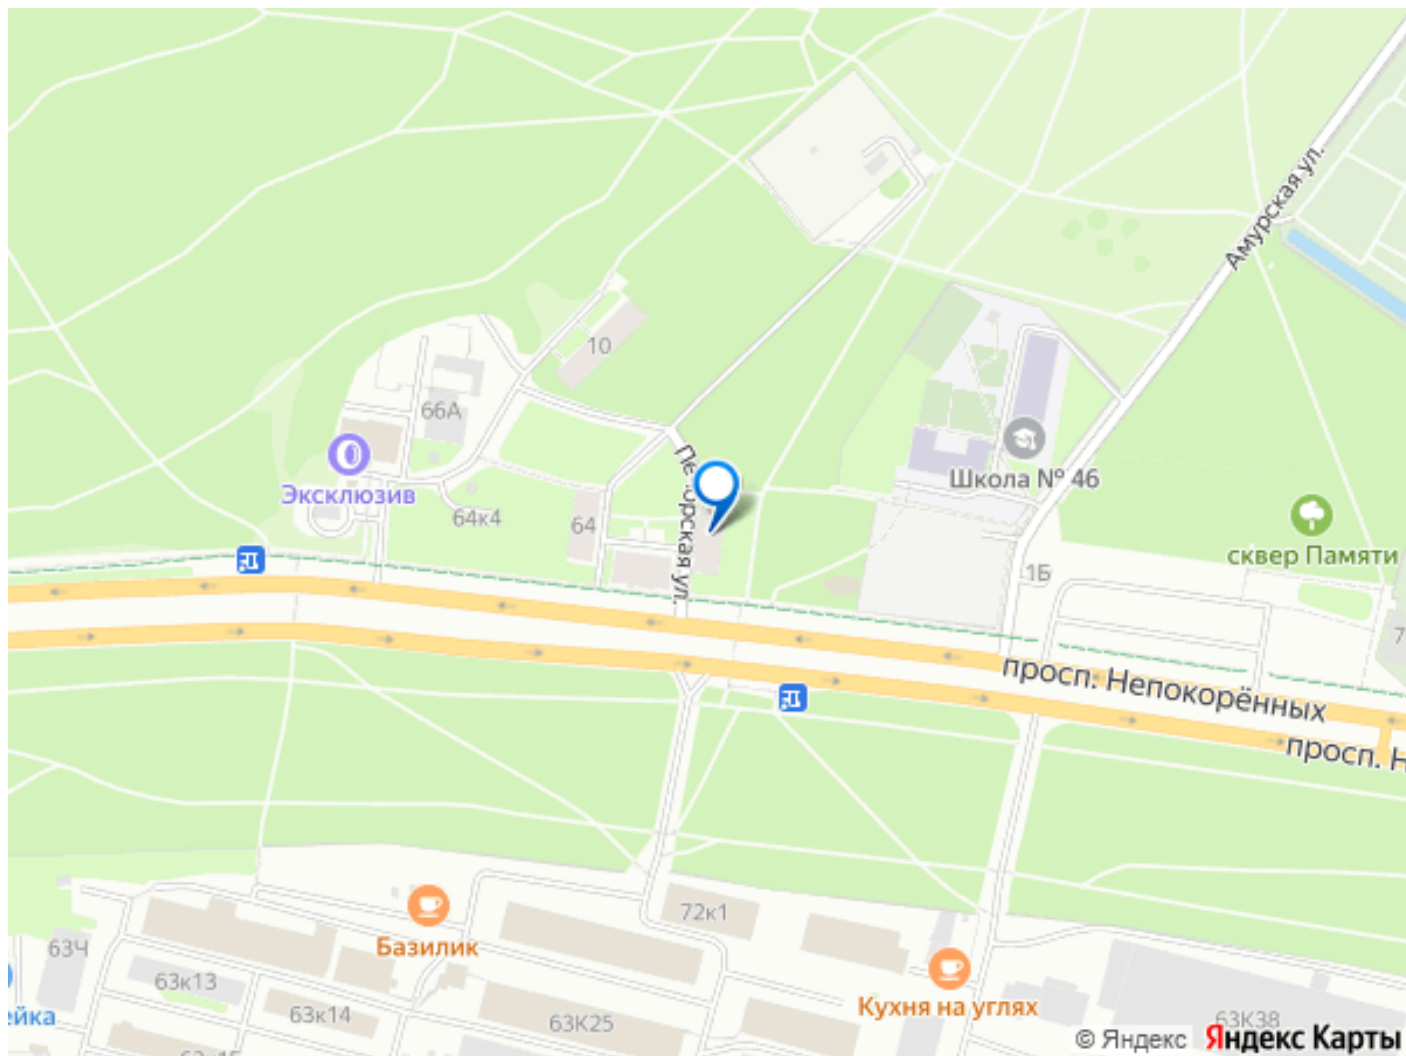 Амурская ул.
10
66А
Эксклюзив
64к4
64
Школа № 46
сквер Памяти
1Б
просп. Непокорённых
просп. Н
72к1
Базилик
63Ч
63к13
63к14
63К25
Кухня на углях
63К38
ейка
© Яндекс
Яндекс Карты